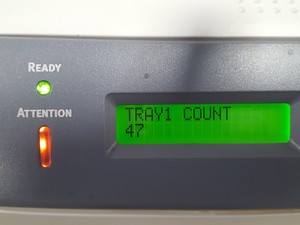 READY
ATTENTION
TRAY1 COUNT
47